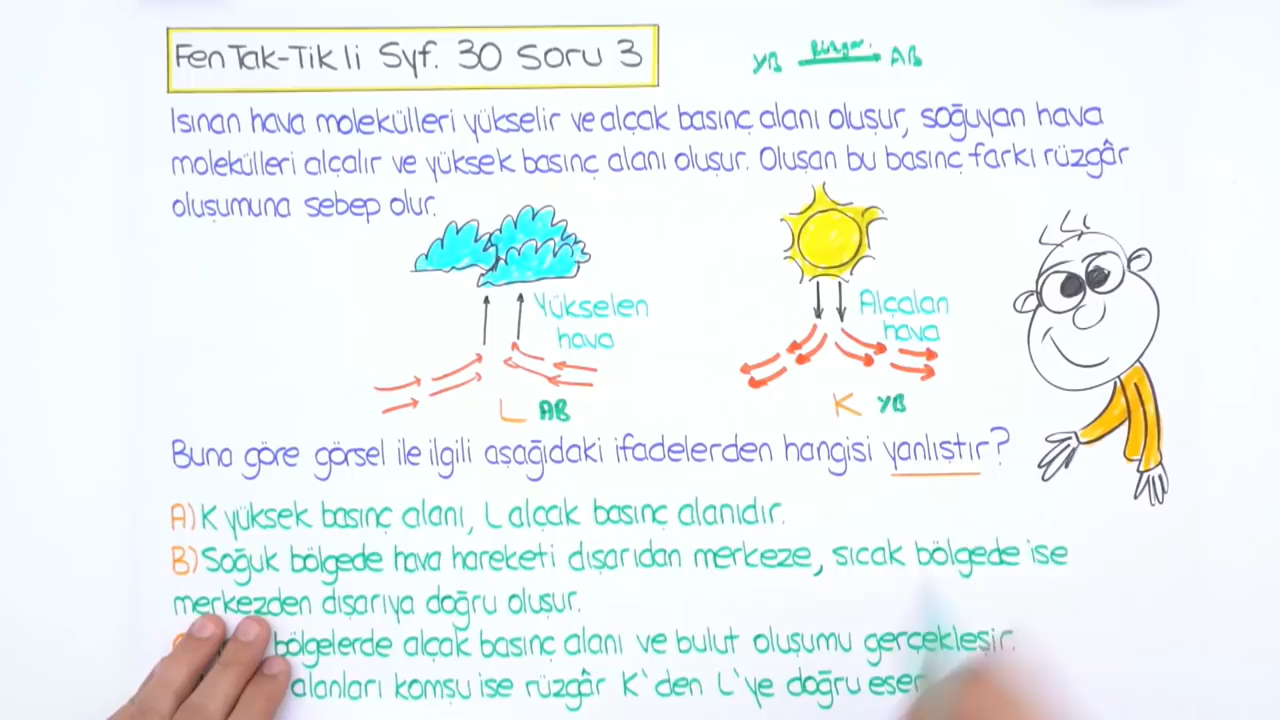 Fen Tak-Tikli Syf. 30 Soru 3
YB Rüzgar. AB
Isınan hava molekülleri yükselir ve alçak basınç alanı oluşur, soğuyan hava
molekülleri alçalır ve yüksek basınç alanı oluşur. Oluşan bu basınç farkı rüzgâr
oluşumuna sebep olur.
Yükselen
hava
Alçalan
hava
L AB
K YB
Buna göre görsel ile ilgili aşağıdaki ifadelerden hangisi yanlıştır?
A) K yüksek basınç alanı, L alçak basınç alanıdır.
B) Soğuk bölgede hava hareketi dışarıdan merkeze, sıcak bölgede ise
merkezden dışarıya doğru oluşur.
bölgelerde alçak basınç alanı ve bulut oluşumu gerçekleşir.
alanları komşu ise rüzgâr K'den L'ye doğru eser